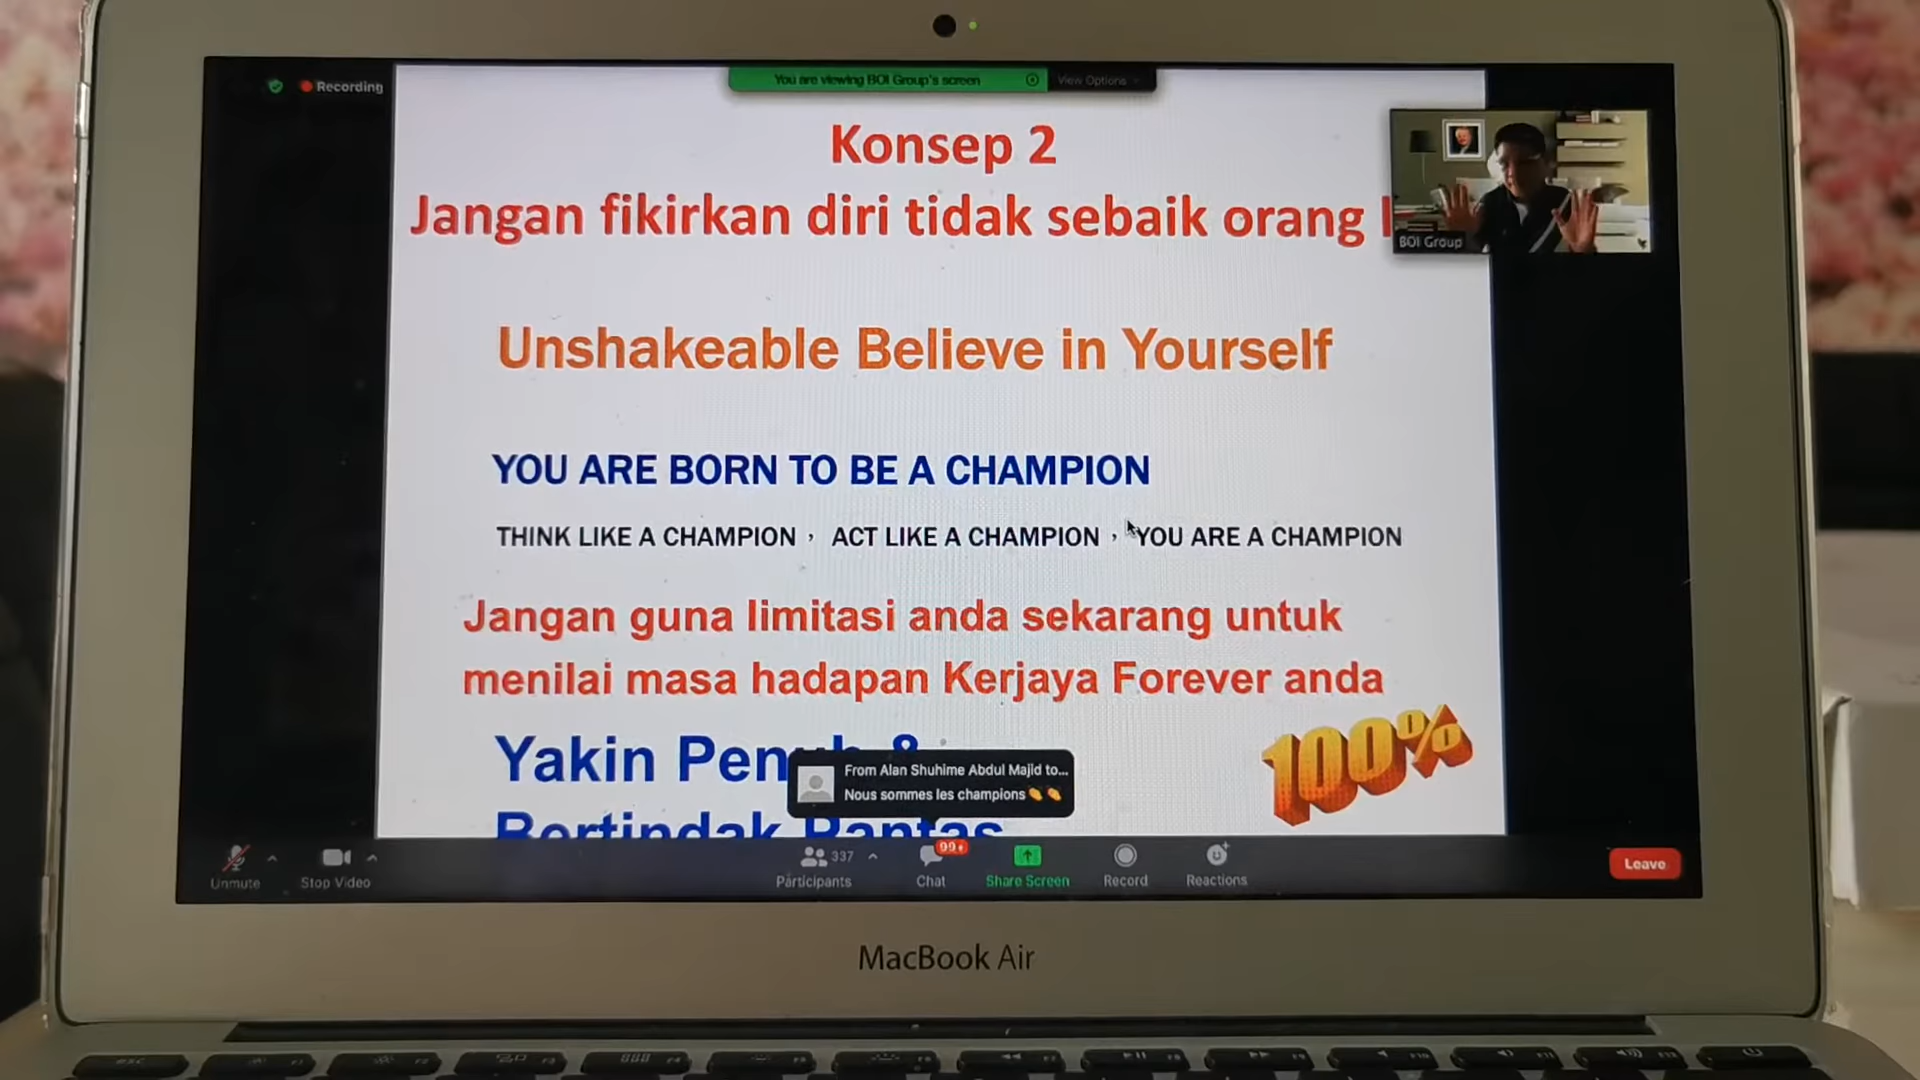 Recording
You are viewing BOI Group's screen
View Options
Konsep 2
Jangan fikirkan diri tidak sebaik orang
BOI Group
Unshakeable Believe in Yourself
YOU ARE BORN TO BE A CHAMPION
THINK LIKE A CHAMPION , ACT LIKE A CHAMPION , YOU ARE A CHAMPION
Jangan guna limitasi anda sekarang untuk
menilai masa hadapan Kerjaya Forever anda
100%
Yakin Penuh &
Bertindak Pantas
From Alan Shuhime Abdul Majid to...
Nous sommes les champions 👏 👏
Unmute
Stop Video
337
Participants
99+
Chat
Share Screen
Record
Reactions
Leave
MacBook Air
esc